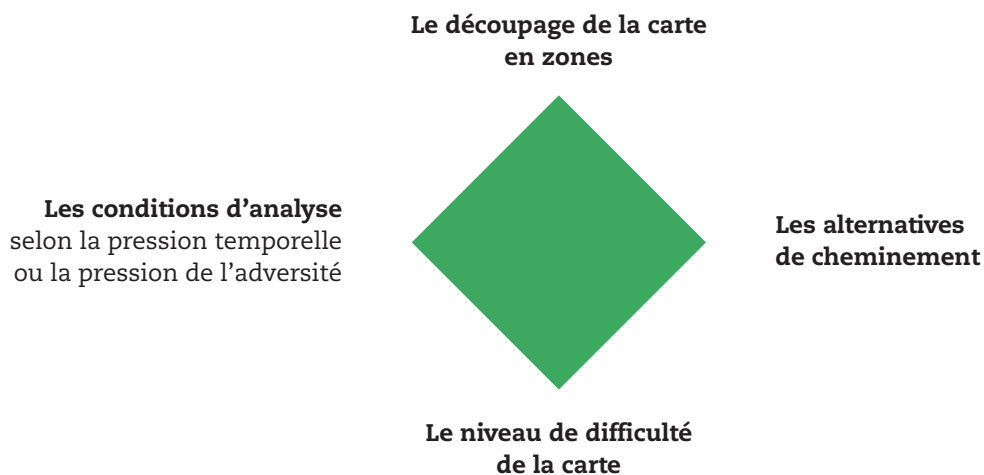 Le découpage de la carte
en zones
Les conditions d’analyse
selon la pression temporelle
ou la pression de l’adversité
Les alternatives
de cheminement
Le niveau de difficulté
de la carte